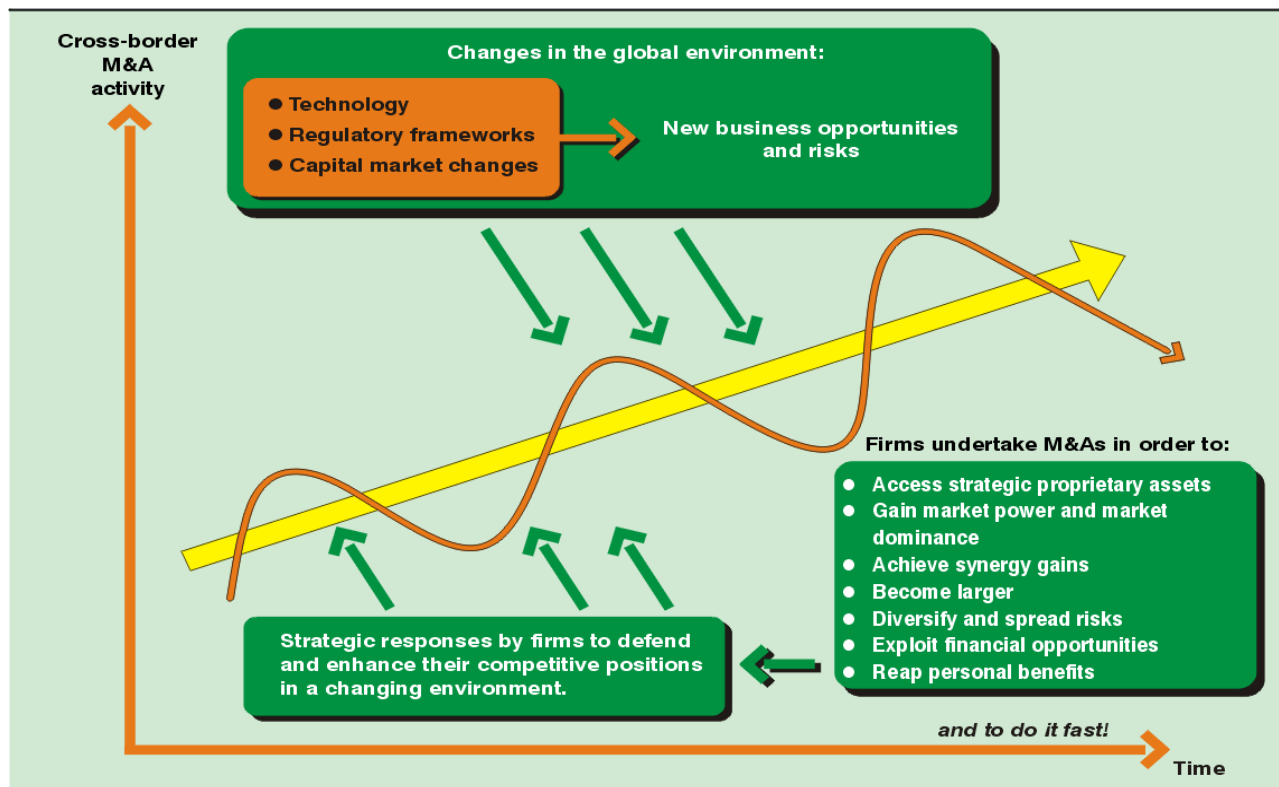 Cross-border
M&A
activity
Changes in the global environment:
● Technology
● Regulatory frameworks
● Capital market changes
New business opportunities
and risks
Firms undertake M&As in order to:
● Access strategic proprietary assets
● Gain market power and market
dominance
● Achieve synergy gains
● Become larger
● Diversify and spread risks
● Exploit financial opportunities
● Reap personal benefits
Strategic responses by firms to defend
and enhance their competitive positions
in a changing environment.
and to do it fast!
Time